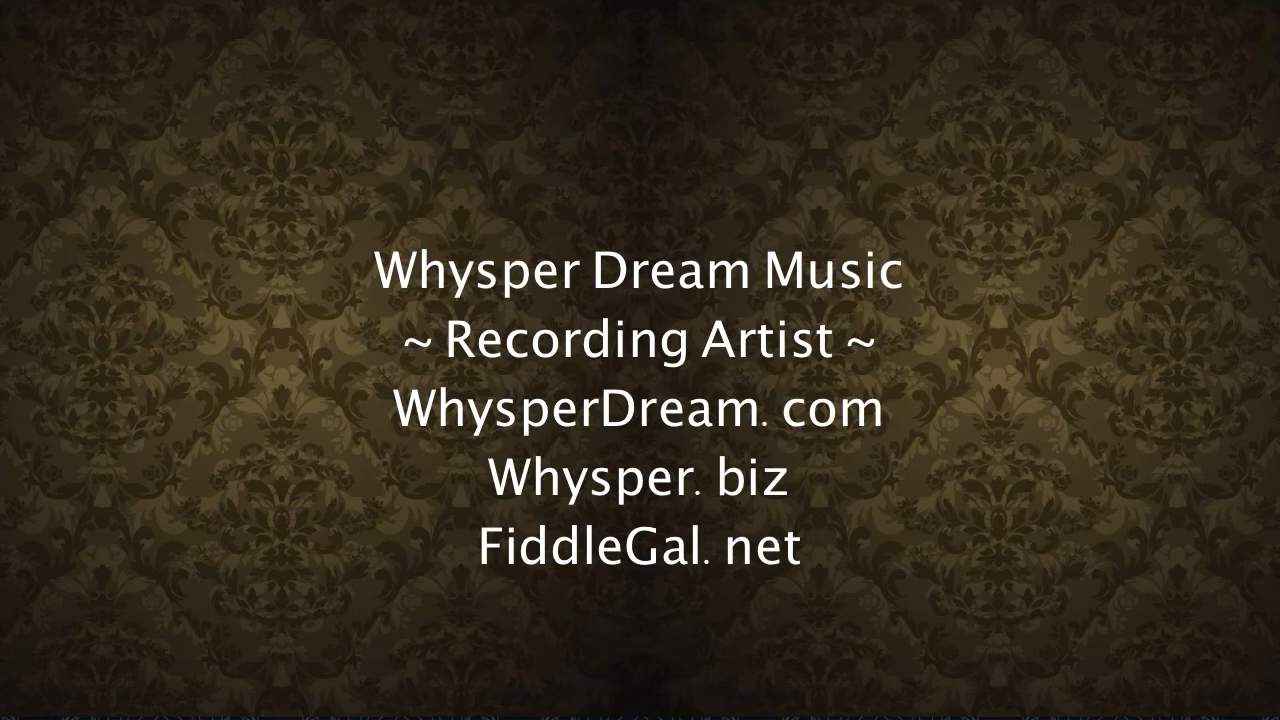 Whysper Dream Music
~ Recording Artist ~
WhysperDream. com
Whysper. biz
FiddleGal. net